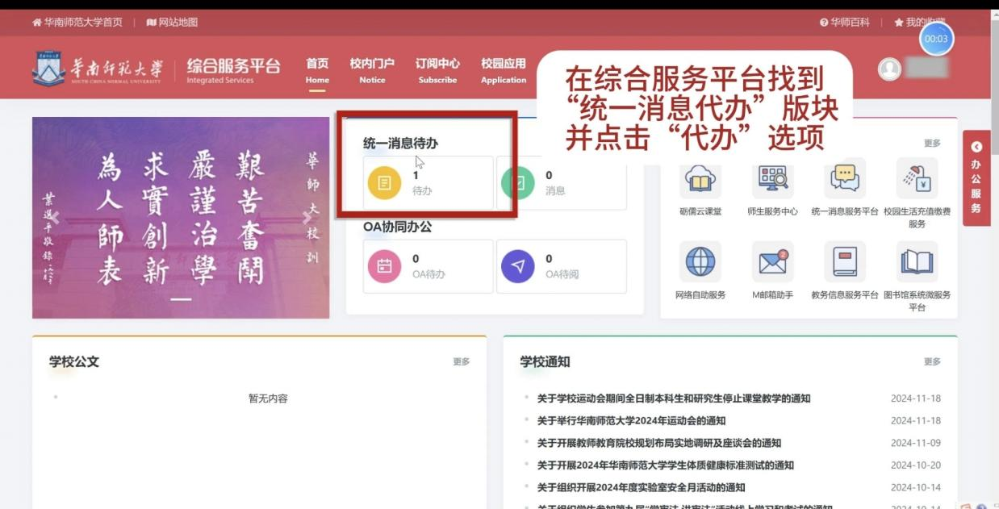 华南师范大学首页 | 网站地图
华师百科 | 我的收藏
00:03
華南師範大學
SOUTH CHINA NORMAL UNIVERSITY
综合服务平台
Integrated Services
首页 校内门户 订阅中心 校园应用
Home Notice Subscribe Application
在综合服务平台找到
“统一消息代办”版块
并点击“代办”选项
華師大校訓
艱苦奮鬥
嚴謹治學
求實創新
為人師表
葉選平敬錄
统一消息待办
1
待办
0
消息
OA协同办公
0
OA待办
0
OA待阅
更多
砺儒云课堂
师生服务中心
统一消息服务平台
校园生活充值缴费
服务
网络自助服务
2
M邮箱助手
教务信息服务平台
图书馆系统微服务
平台
办公服务
学校公文 更多
暂无内容
学校通知 更多
关于学校运动会期间全日制本科生和研究生停止课堂教学的通知 2024-11-18
关于举行华南师范大学2024年运动会的通知 2024-11-18
关于开展教师教育院校规划布局实地调研及座谈会的通知 2024-11-09
关于开展2024年华南师范大学学生体质健康标准测试的通知 2024-10-20
关于组织开展2024年度实验室安全月活动的通知 2024-10-14
关于组织学生参加第九届“学宪法 讲宪法”活动线上学习和考试的通知 2024-10-14